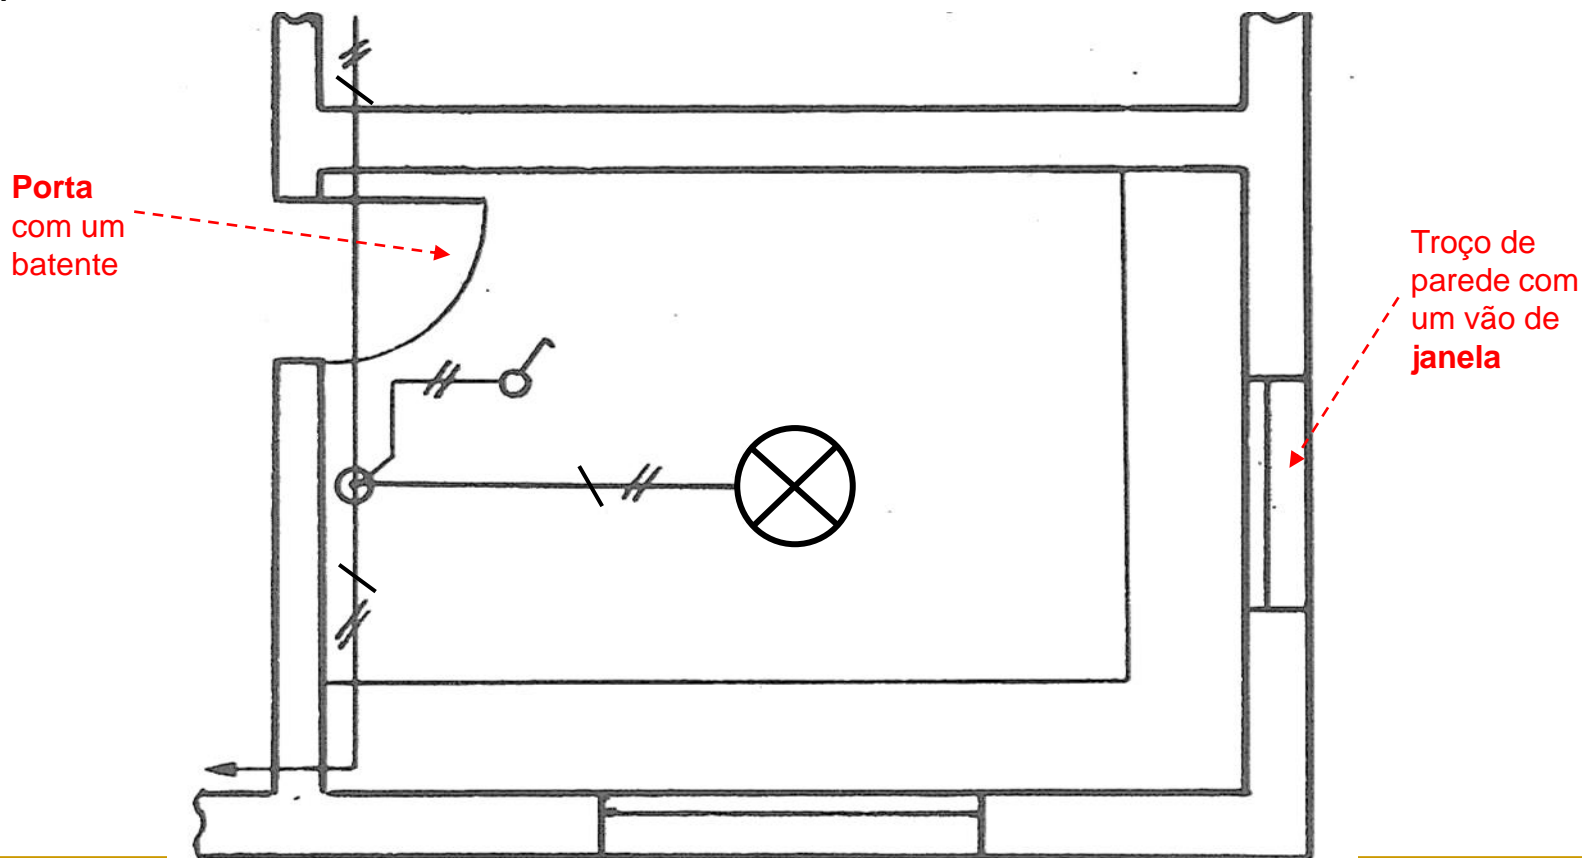 Porta
com um
batente
Troço de
parede com
um vão de
janela